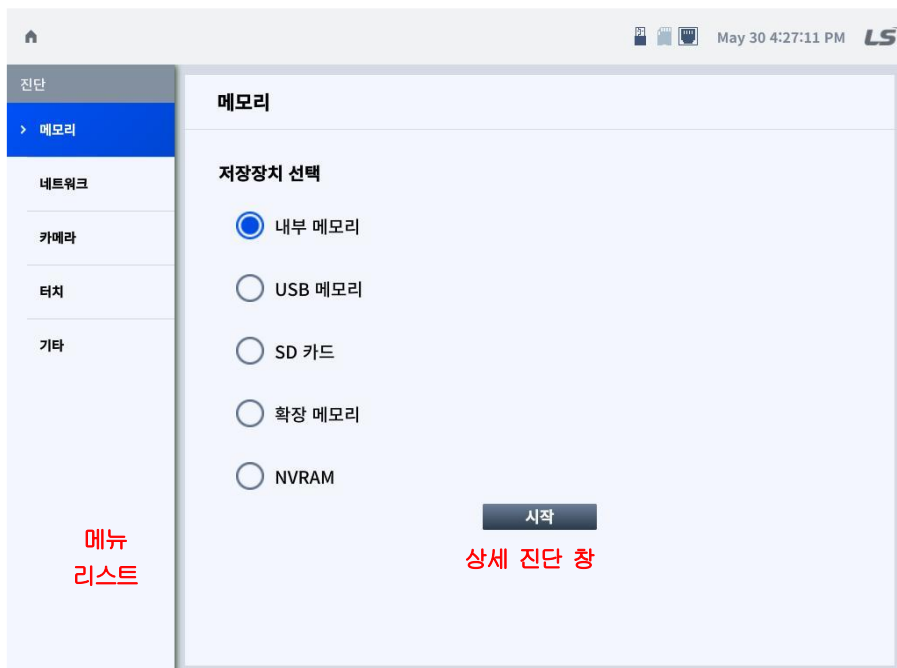 May 30 4:27:11 PM LS
진단
메모리
네트워크
카메라
터치
기타
메뉴
리스트
메모리
저장장치 선택
내부 메모리
USB 메모리
SD 카드
확장 메모리
NVRAM
시작
상세 진단 창